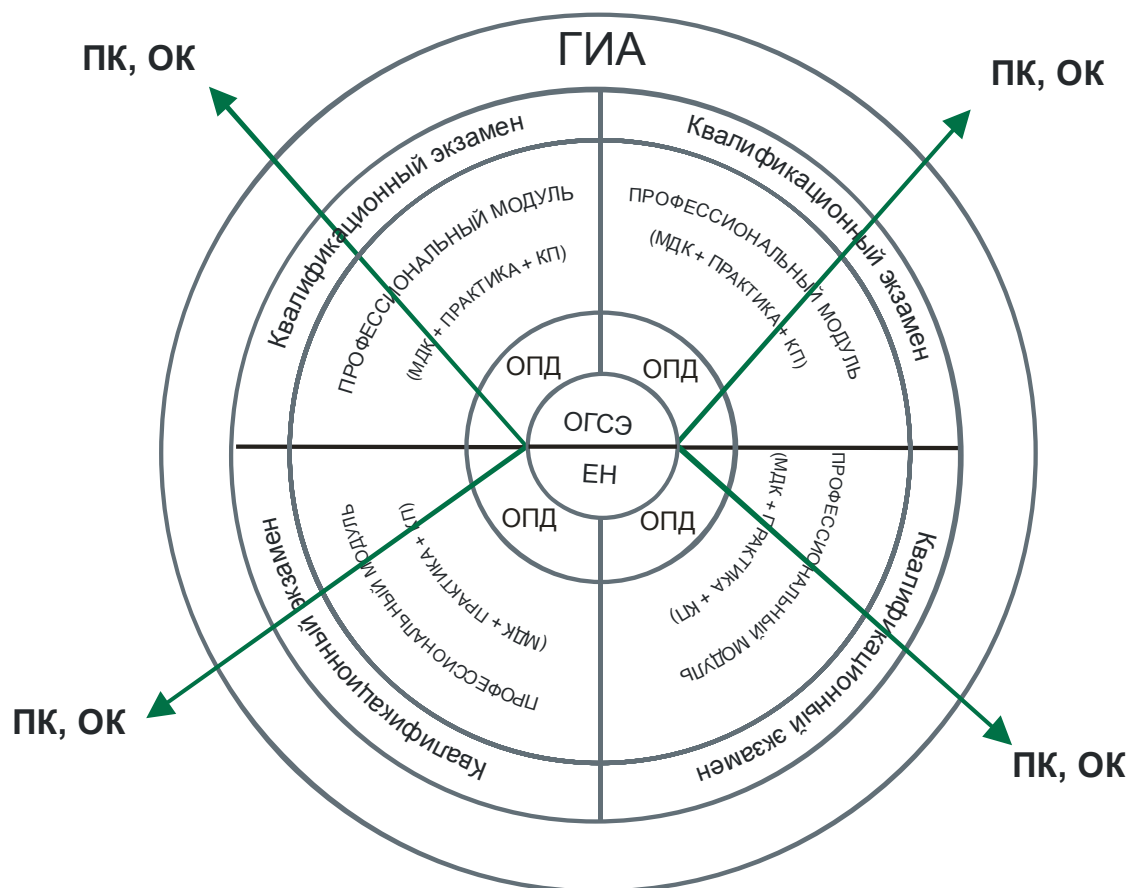 ГИА
ПК, ОК
ПК, ОК
Квалификационный экзамен
Квалификационный экзамен
ПРОФЕССИОНАЛЬНЫЙ МОДУЛЬ
ПРОФЕССИОНАЛЬНЫЙ МОДУЛЬ
(МДК + ПРАКТИКА + КП)
(МДК + ПРАКТИКА + КП)
ОПД
ОПД
ОГСЭ
ЕН
ОПД
ОПД
(МДК + ПРАКТИКА + КП)
(МДК + ПРАКТИКА + КП)
ПРОФЕССИОНАЛЬНЫЙ МОДУЛЬ
ПРОФЕССИОНАЛЬНЫЙ МОДУЛЬ
Квалификационный экзамен
Квалификационный экзамен
ПК, ОК
ПК, ОК